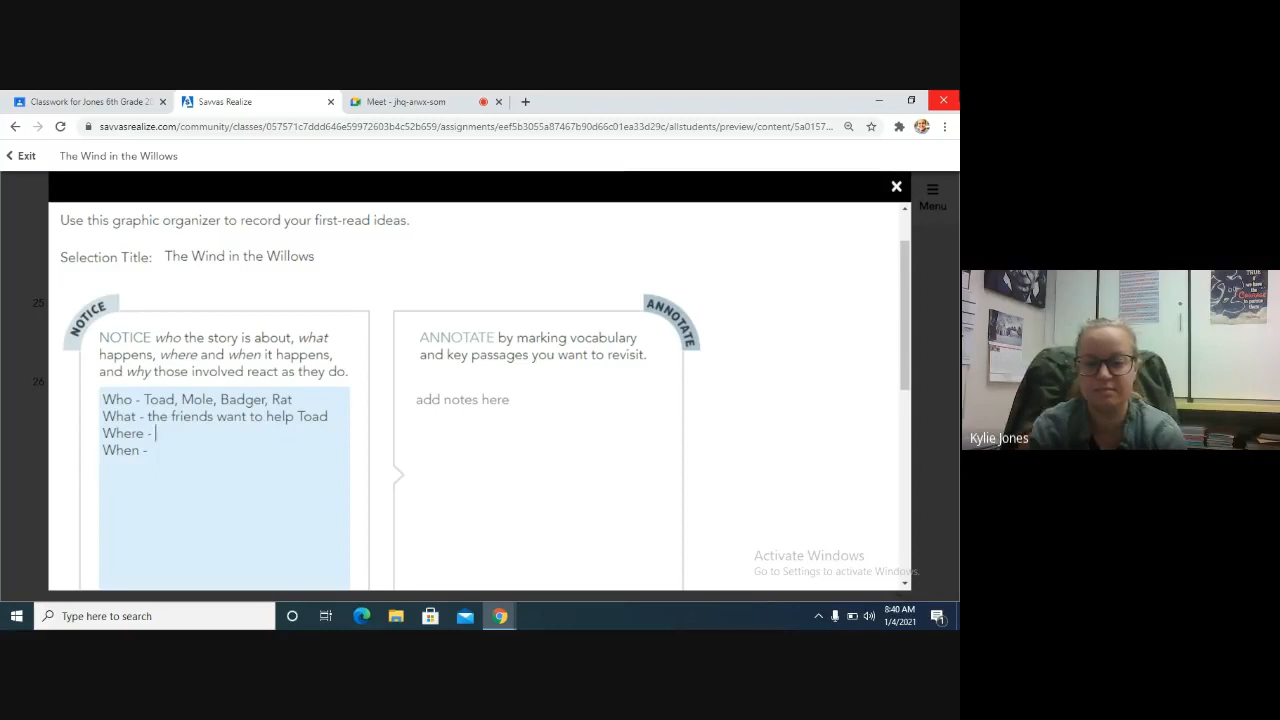 Classwork for Jones 6th Grade 2
Savvas Realize
Meet - jhq-arwx-som
savvasrealize.com/community/classes/057571c7ddd646e59972603b4c52b659/assignments/eef5b3055a87467b90d66c01ea33d29c/allstudents/preview/content/5a0157...
Exit
The Wind in the Willows
Menu
Use this graphic organizer to record your first-read ideas.
Selection Title: The Wind in the Willows
25
26
NOTICE
NOTICE who the story is about, what
happens, where and when it happens,
and why those involved react as they do.
Who - Toad, Mole, Badger, Rat
What - the friends want to help Toad
Where -
When -
ANNOTATE
ANNOTATE by marking vocabulary
and key passages you want to revisit.
add notes here
Activate Windows
Go to Settings to activate Windows.
Type here to search
8:40 AM
1/4/2021
1
Kylie Jones